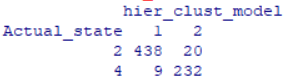 hier_clust_model
Actual_state 1 2
2 438 20
4 9 232